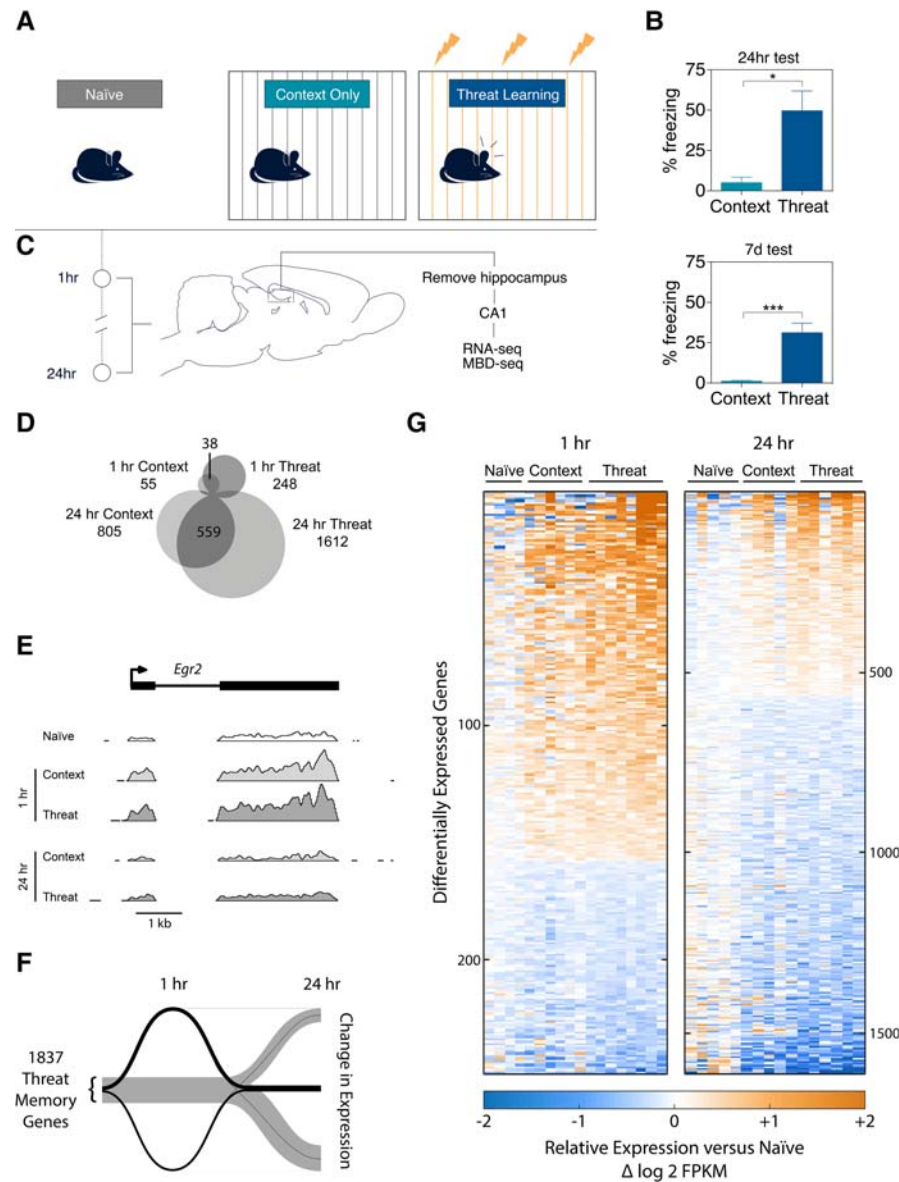 A
Naïve
Context Only
Threat Learning
B
24hr test
75
50
25
0
% freezing
*
Context Threat
7d test
75
50
25
0
% freezing
***
Context Threat
C
1hr
24hr
Remove hippocampus
CA1
RNA-seq
MBD-seq
D
38
1 hr Context
55
1 hr Threat
248
24 hr Context
805
559
24 hr Threat
1612
E
Egr2
Naïve
1 hr
Context
Threat
24 hr
Context
Threat
1 kb
F
1 hr
24 hr
1837
Threat
Memory
Genes
{
Change in Expression
G
1 hr
24 hr
Naïve Context Threat
Naïve Context Threat
Differentially Expressed Genes
100
200
500
1000
1500
-2 -1 0 +1 +2
Relative Expression versus Naïve
Δ log 2 FPKM